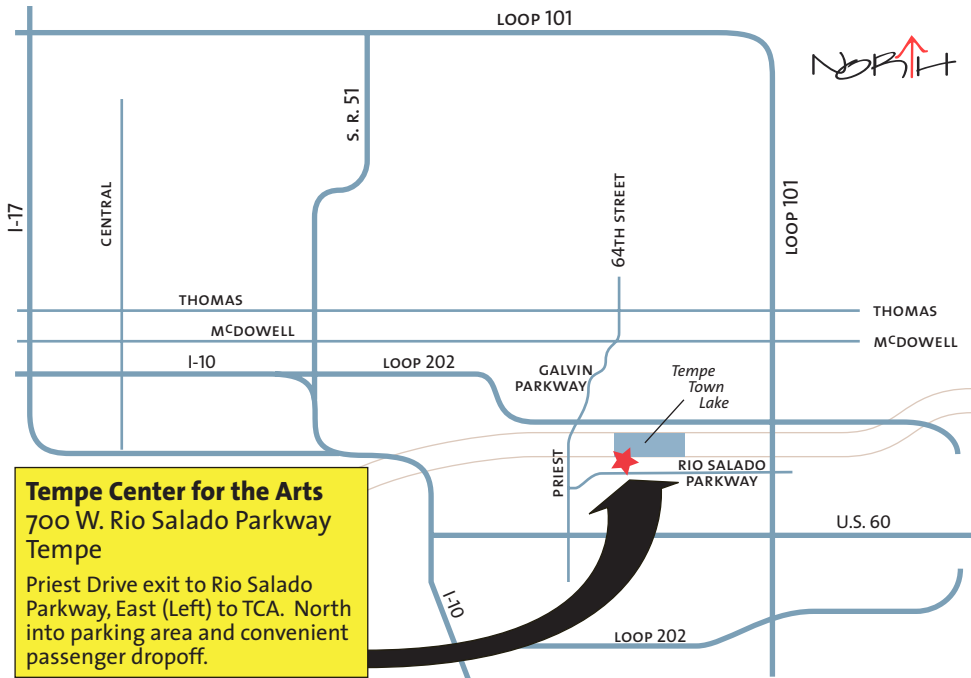 LOOP 101
NORTH
S. R. 51
CENTRAL
I-17
64TH STREET
LOOP 101
THOMAS
THOMAS
McDOWELL
McDOWELL
I-10
LOOP 202
GALVIN
PARKWAY
Tempe
Town
Lake
PRIEST
RIO SALADO
PARKWAY
U.S. 60
I-10
LOOP 202
Tempe Center for the Arts
700 W. Rio Salado Parkway
Tempe
Priest Drive exit to Rio Salado
Parkway, East (Left) to TCA. North
into parking area and convenient
passenger dropoff.